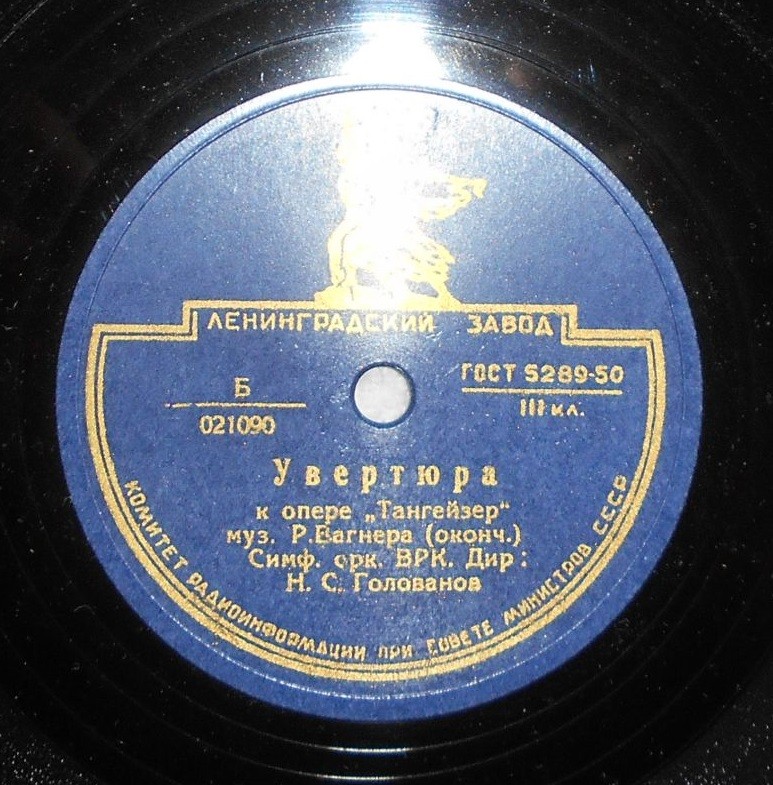 ЛЕНИНГРАДСКИЙ ЗАВОД
Б
021090
ГОСТ 5289-50
III кл.
Увертюра
к опере „Тангейзер“
муз. Р. Вагнера (оконч.)
Симф. орк. ВРК. Дир:
Н. С. Голованов
КОМИТЕТ РАДИОИНФОРМАЦИИ ПРИ СОВЕТЕ МИНИСТРОВ СССР